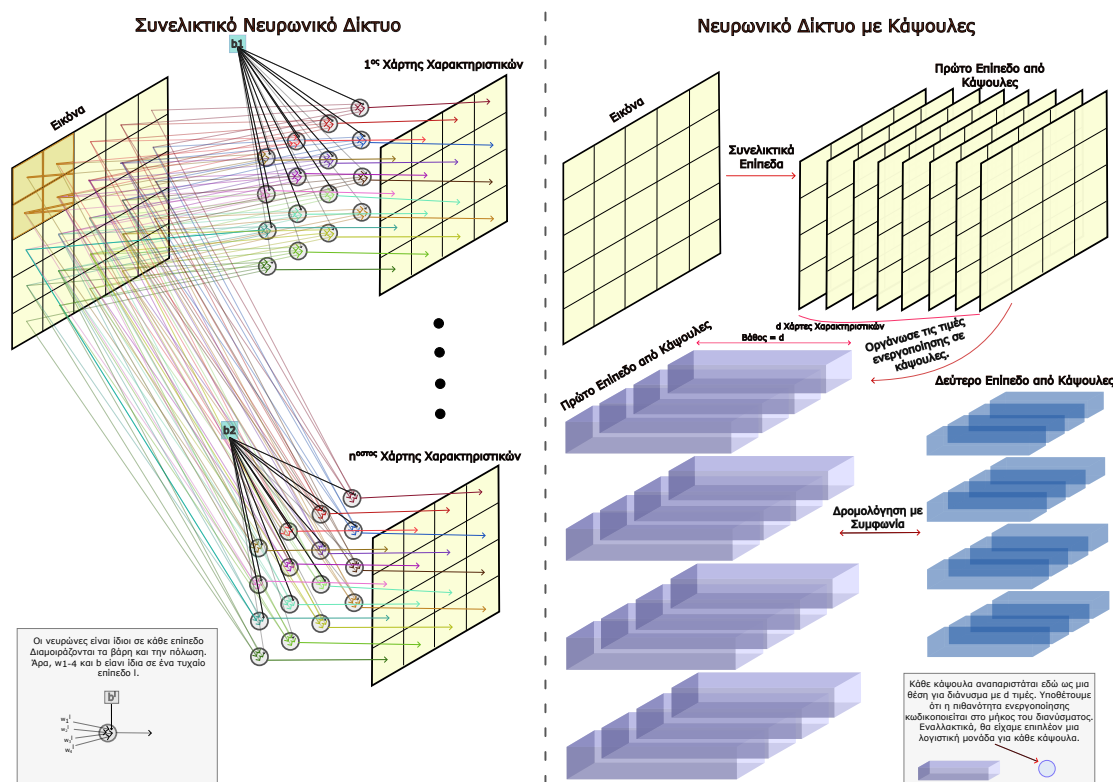 Συνελικτικό Νευρωνικό Δίκτυο
b1
1ος Χάρτης Χαρακτηριστικών
Εικόνα
b2
nοστος Χάρτης Χαρακτηριστικών
Οι νευρώνες είναι ίδιοι σε κάθε επίπεδο
Διαμοιράζονται τα βάρη και την πόλωση.
Άρα, w1-4 και b είανι ίδια σε ένα τυχαίο
επίπεδο l.
bl
w1l
w2l
w3l
w4l
Νευρωνικό Δίκτυο με Κάψουλες
Εικόνα
Συνελικτικά
Επίπεδα
Πρώτο Επίπεδο από
Κάψουλες
d Χάρτες Χαρακτηριστικών
Βάθος = d
Οργάνωσε τις τιμές
ενεργοποίησης σε
κάψουλες.
Πρώτο Επίπεδο από Κάψουλες
Δεύτερο Επίπεδο από Κάψουλες
Δρομολόγηση με
Συμφωνία
Κάθε κάψουλα αναπαριστάται εδώ ως μια
θέση για διάνυσμα με d τιμές. Υποθέτουμε
ότι η πιθανότητα ενεργοποίησης
κωδικοποιείται στο μήκος του διανύσματος.
Εναλλακτικά, θα είχαμε επιπλέον μια
λογιστική μονάδα για κάθε κάψουλα.